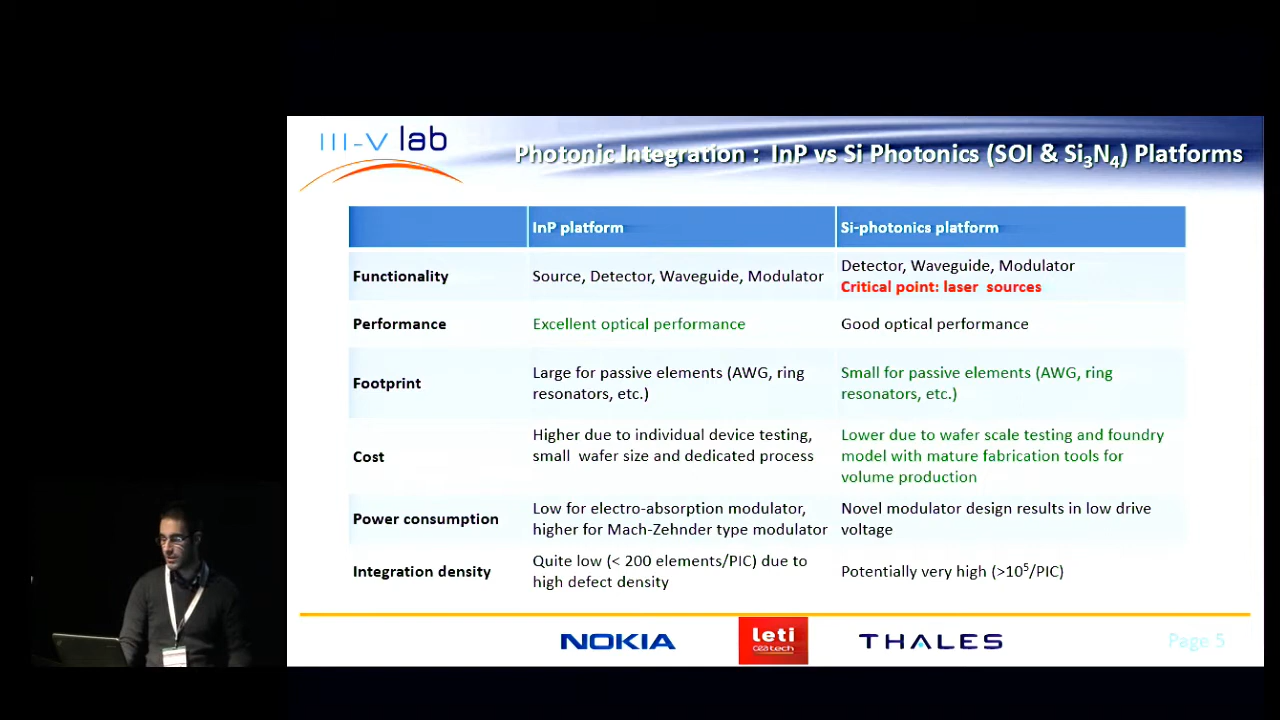 III-V lab
Photonic Integration : InP vs Si Photonics (SOI & Si₃N₄) Platforms
InP platform
Si-photonics platform
Functionality
Source, Detector, Waveguide, Modulator
Detector, Waveguide, Modulator
Critical point: laser sources
Performance
Excellent optical performance
Good optical performance
Footprint
Large for passive elements (AWG, ring
resonators, etc.)
Small for passive elements (AWG, ring
resonators, etc.)
Cost
Higher due to individual device testing,
small wafer size and dedicated process
Lower due to wafer scale testing and foundry
model with mature fabrication tools for
volume production
Power consumption
Low for electro-absorption modulator,
higher for Mach-Zehnder type modulator
Novel modulator design results in low drive
voltage
Integration density
Quite low (< 200 elements/PIC) due to
high defect density
Potentially very high (>10⁵/PIC)
NOKIA
leti
ceatech
THALES
Page 5